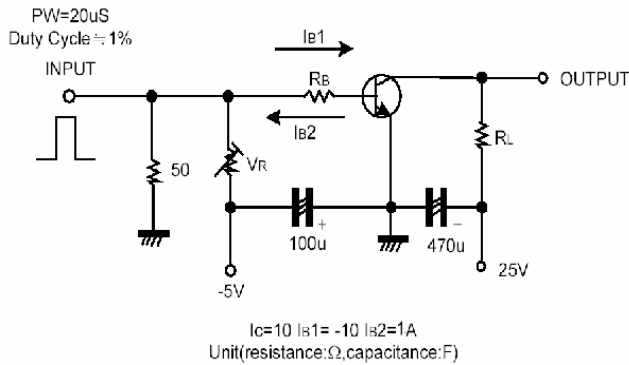 PW=20uS
Duty Cycle≒1%
INPUT
IB1
RB
IB2
OUTPUT
RL
50
VR
+
100u
−
470u
-5V
25V
Ic=10 IB1= -10 IB2=1A
Unit(resistance:Ω,capacitance:F)